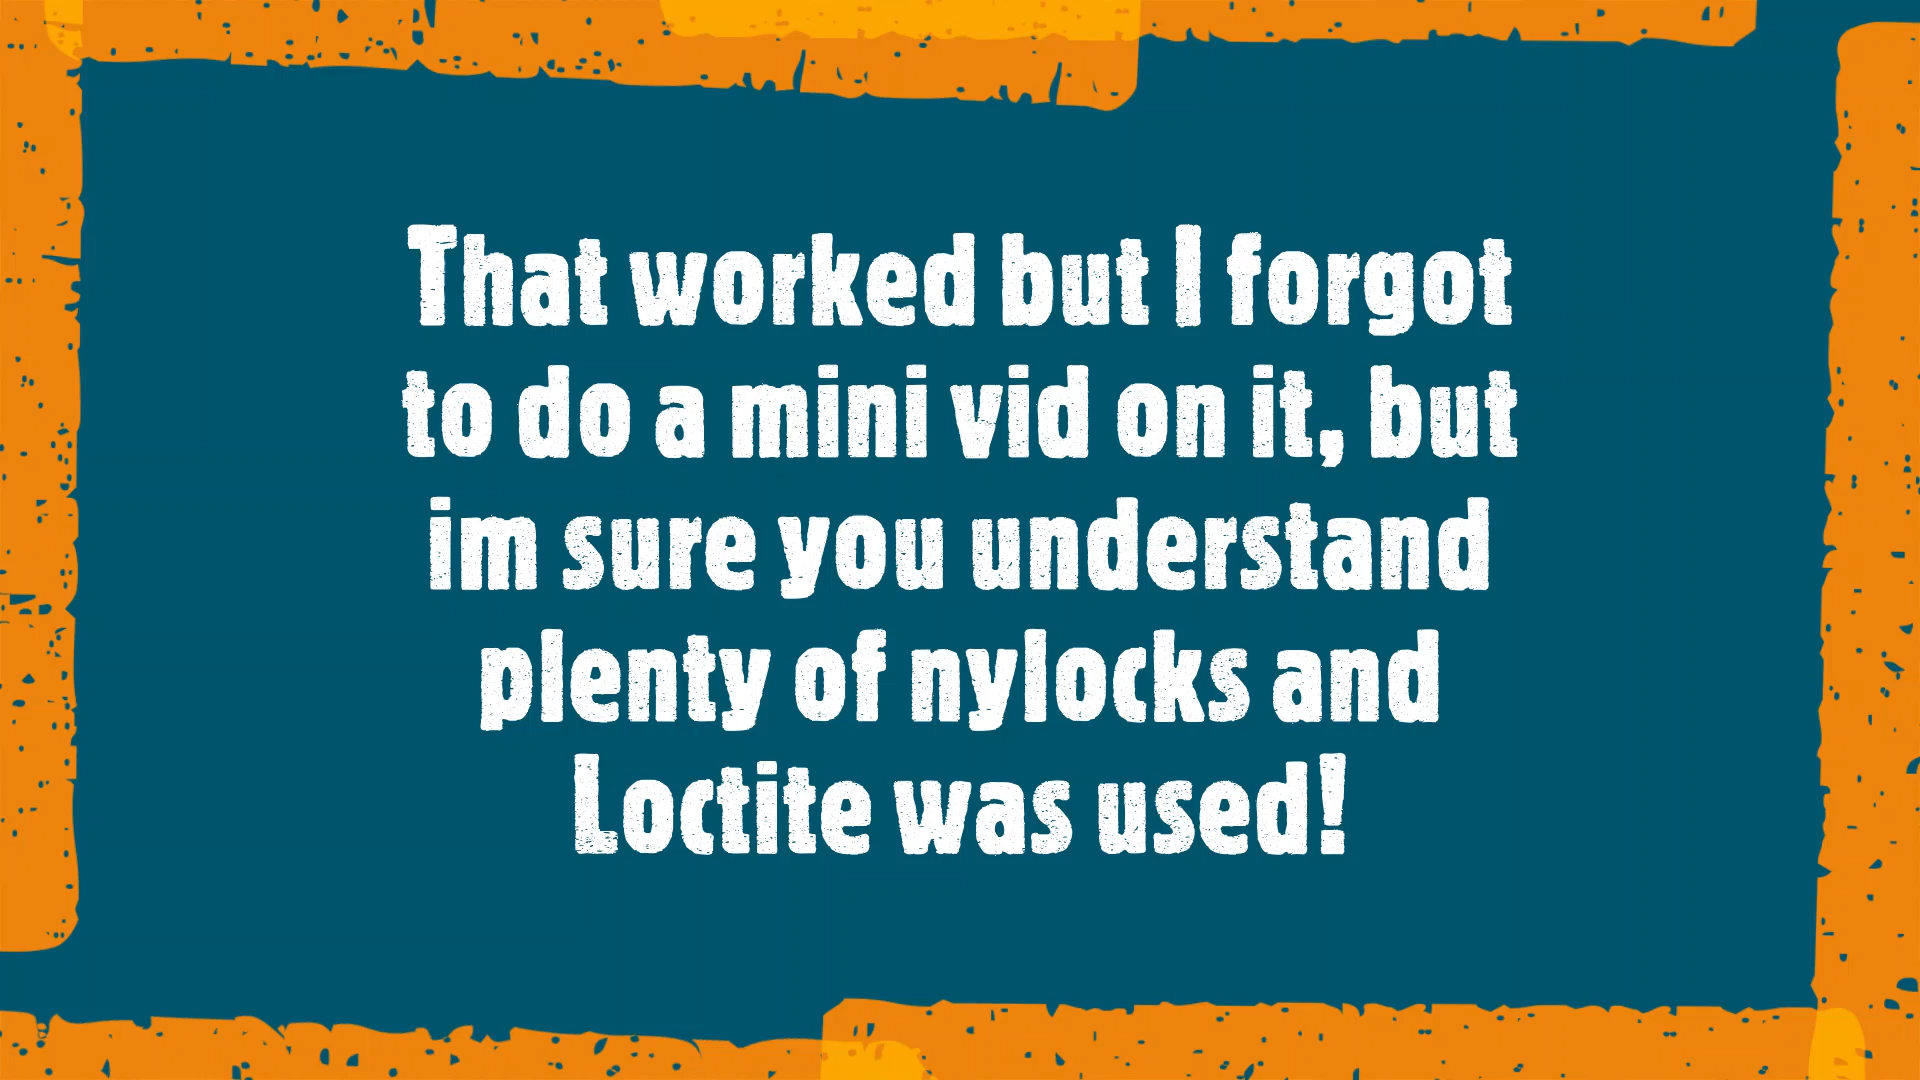 That worked but I forgot
to do a mini vid on it, but
im sure you understand
plenty of nylocks and
Loctite was used!